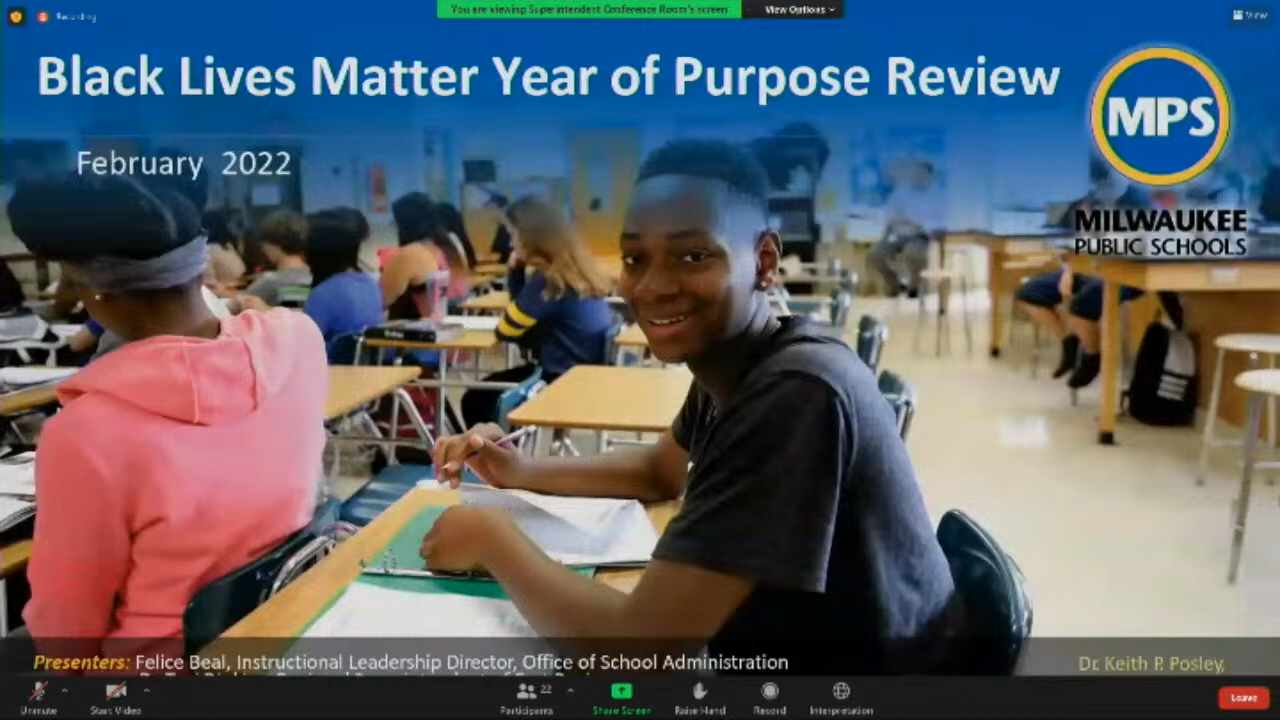 Recording
You are viewing Superintendent Conference Room's screen
View Options
View
Black Lives Matter Year of Purpose Review
MPS
February 2022
MILWAUKEE
PUBLIC SCHOOLS
Presenters: Felice Beal, Instructional Leadership Director, Office of School Administration
Dr. Keith P. Posley,
22
Unmute
Start Video
Participants
Share Screen
Raise Hand
Record
Interpretation
Leave